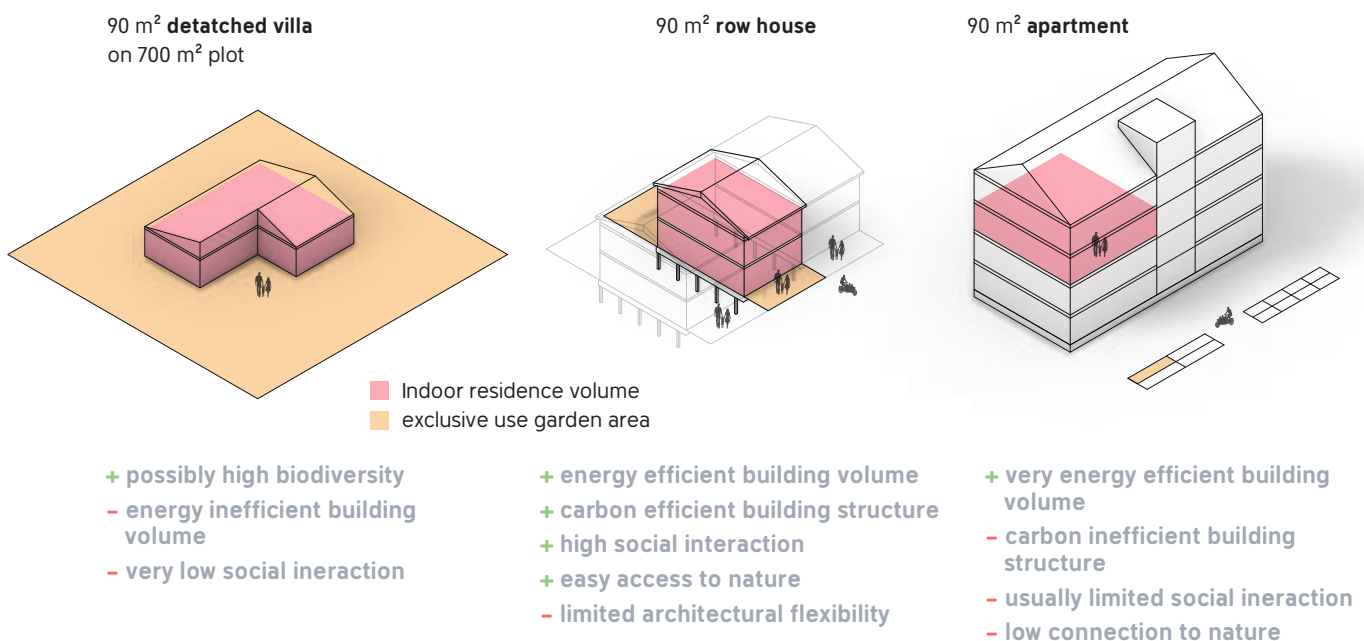 90 m² detatched villa
on 700 m² plot
90 m² row house
90 m² apartment
Indoor residence volume
exclusive use garden area
+ possibly high biodiversity
- energy inefficient building
volume
- very low social ineraction
+ energy efficient building volume
+ carbon efficient building structure
+ high social interaction
+ easy access to nature
- limited architectural flexibility
+ very energy efficient building
volume
- carbon inefficient building
structure
- usually limited social ineraction
- low connection to nature